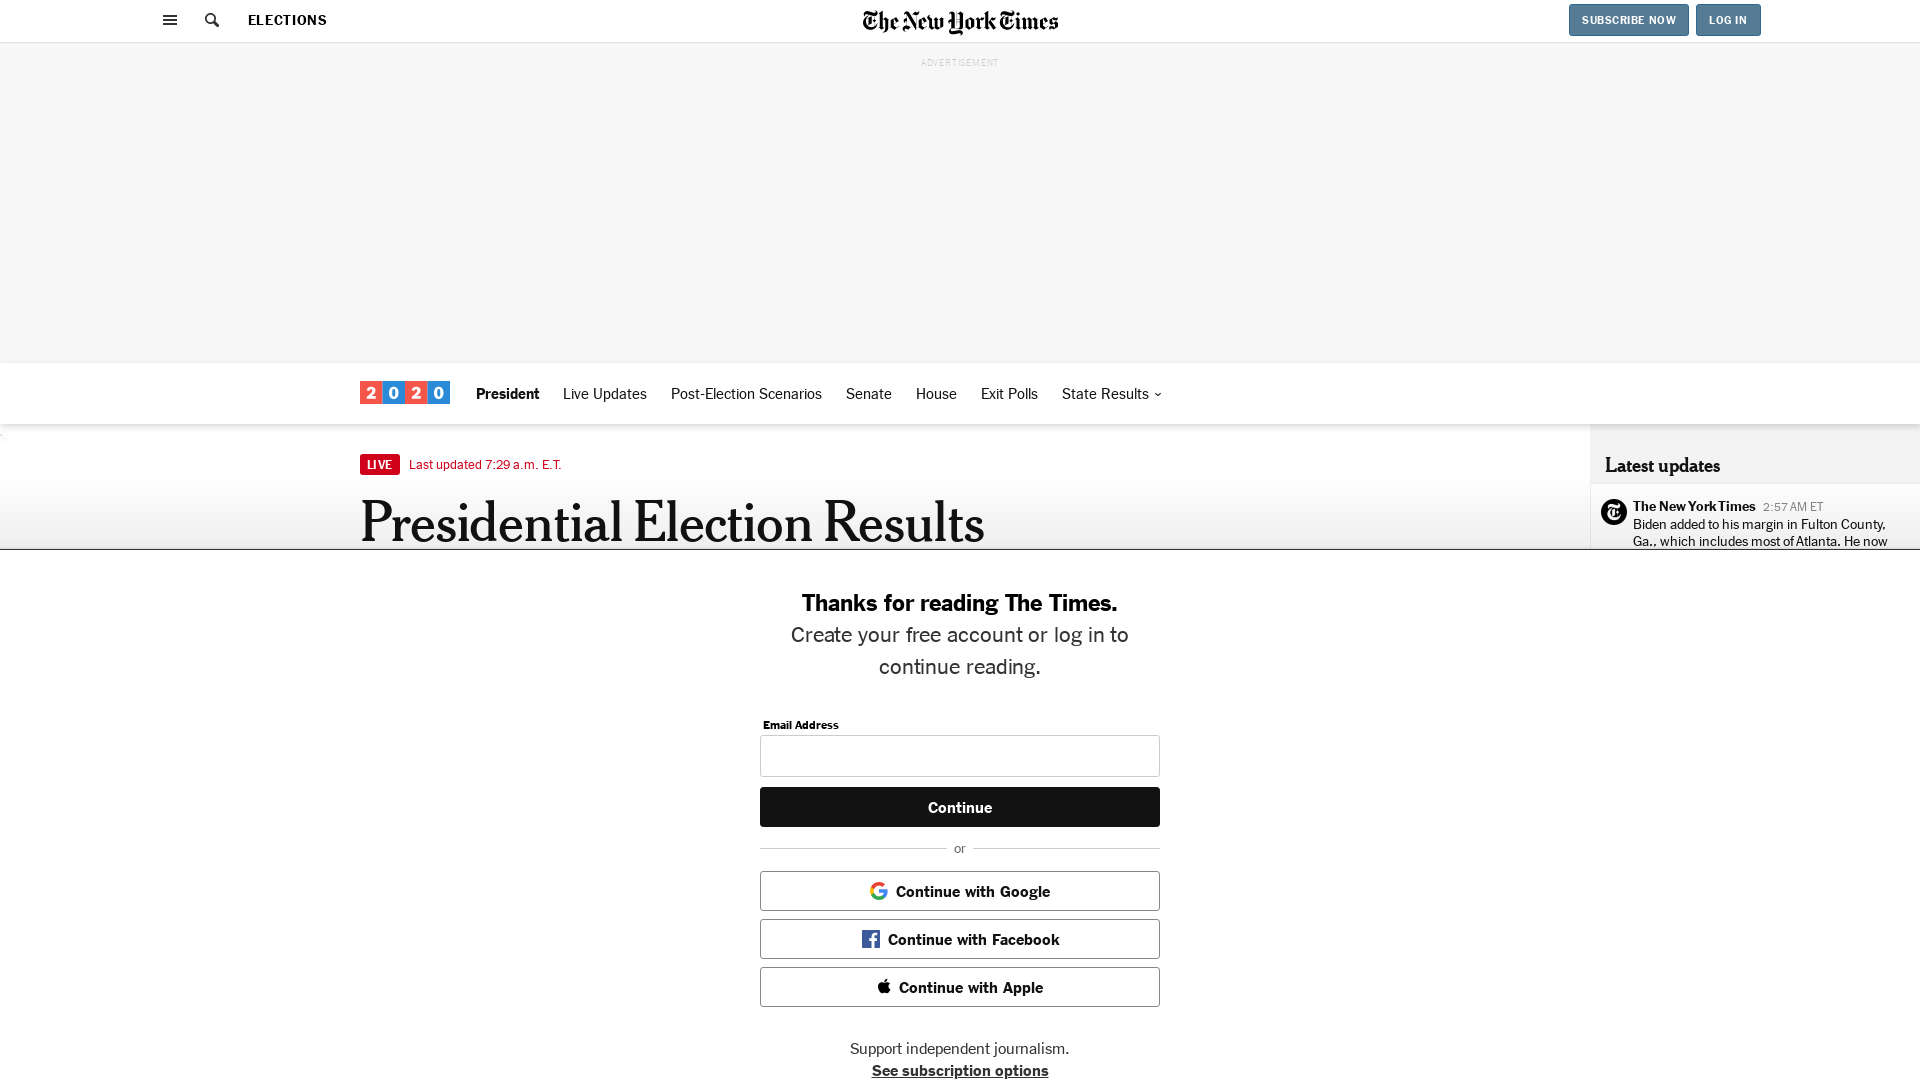 ELECTIONS
The New York Times
SUBSCRIBE NOW
LOG IN
ADVERTISEMENT
2020
President
Live Updates
Post-Election Scenarios
Senate
House
Exit Polls
State Results
LIVE
Last updated 7:29 a.m. E.T.
Presidential Election Results
Latest updates
The New York Times 2:57 AM ET
Biden added to his margin in Fulton County,
Ga., which includes most of Atlanta. He now
Thanks for reading The Times.
Create your free account or log in to
continue reading.
Email Address
Continue
or
Continue with Google
Continue with Facebook
Continue with Apple
Support independent journalism.
See subscription options